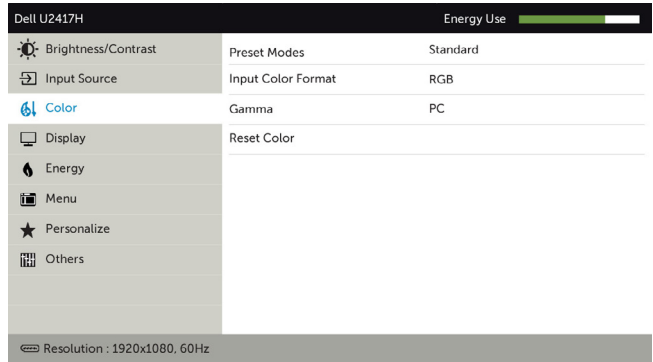 Dell U2417H Energy Use
Brightness/Contrast
Input Source
Color
Display
Energy
Menu
Personalize
Others
Preset Modes Standard
Input Color Format RGB
Gamma PC
Reset Color
Resolution : 1920x1080, 60Hz